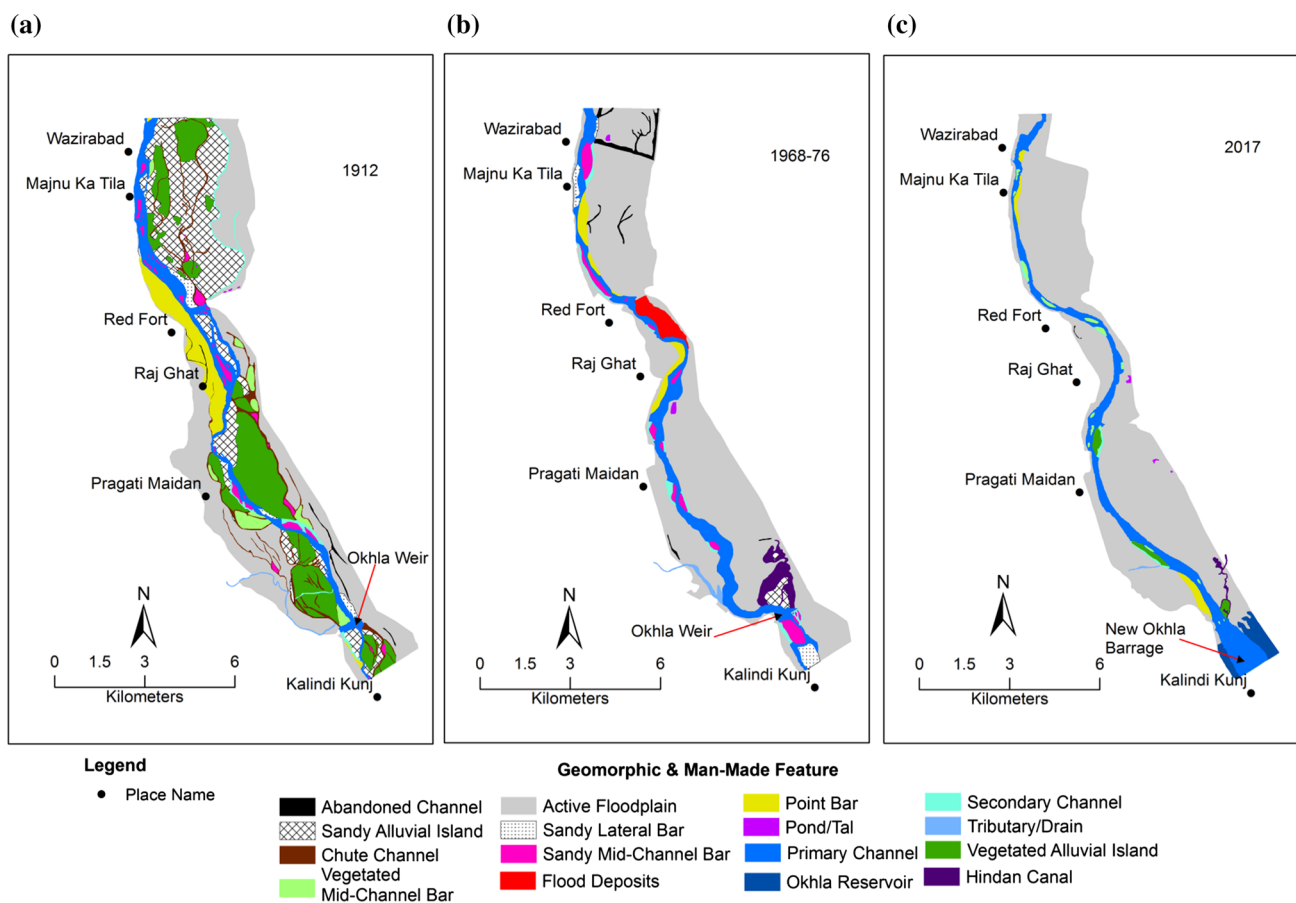 (a)
(b)
(c)
Wazirabad
Majnu Ka Tila
1912
Red Fort
Raj Ghat
Pragati Maidan
Okhla Weir
N
0 1.5 3 6
Kilometers
Kalindi Kunj
Wazirabad
1968-76
Majnu Ka Tila
Red Fort
Raj Ghat
Pragati Maidan
N
Okhla Weir
0 1.5 3 6
Kilometers
Kalindi Kunj
Wazirabad
2017
Majnu Ka Tila
Red Fort
Raj Ghat
Pragati Maidan
N
New Okhla
Barrage
0 1.5 3 6
Kilometers
Kalindi Kunj
Legend
Place Name
Geomorphic & Man-Made Feature
Abandoned Channel
Sandy Alluvial Island
Chute Channel
Vegetated
Mid-Channel Bar
Active Floodplain
Sandy Lateral Bar
Sandy Mid-Channel Bar
Flood Deposits
Point Bar
Pond/Tal
Primary Channel
Okhla Reservoir
Secondary Channel
Tributary/Drain
Vegetated Alluvial Island
Hindan Canal